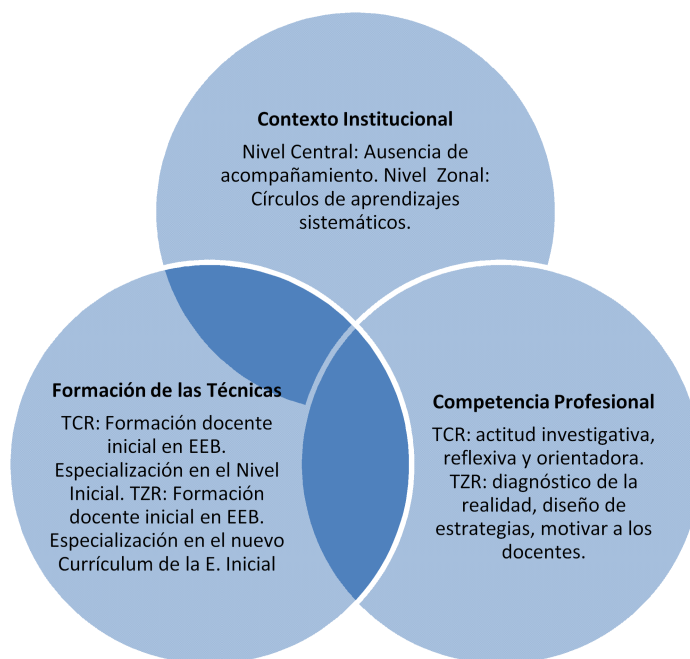 Contexto Institucional
Nivel Central: Ausencia de
acompañamiento. Nivel Zonal:
Círculos de aprendizajes
sistemáticos.
Formación de las Técnicas
TCR: Formación docente
inicial en EEB.
Especialización en el Nivel
Inicial. TZR: Formación
docente inicial en EEB.
Especialización en el nuevo
Currículum de la E. Inicial
Competencia Profesional
TCR: actitud investigativa,
reflexiva y orientadora.
TZR: diagnóstico de la
realidad, diseño de
estrategias, motivar a los
docentes.